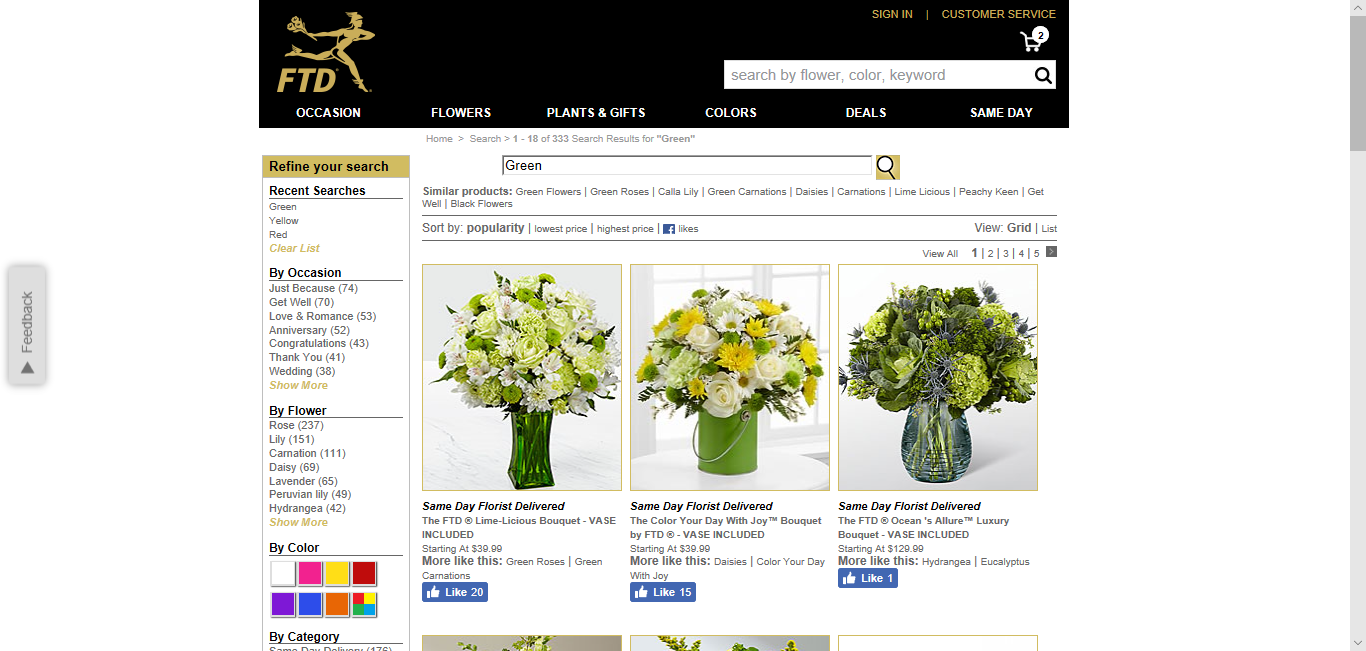 SIGN IN | CUSTOMER SERVICE
2
FTD
search by flower, color, keyword
OCCASION FLOWERS PLANTS & GIFTS COLORS DEALS SAME DAY
Home > Search > 1 - 18 of 333 Search Results for "Green"
Refine your search
Recent Searches
Green
Yellow
Red
Clear List
By Occasion
Just Because (74)
Get Well (70)
Love & Romance (53)
Anniversary (52)
Congratulations (43)
Thank You (41)
Wedding (38)
Show More
By Flower
Rose (237)
Lily (151)
Carnation (111)
Daisy (69)
Lavender (65)
Peruvian lily (49)
Hydrangea (42)
Show More
By Color
By Category
Same Day Delivery (176)
Feedback
Green
Similar products: Green Flowers | Green Roses | Calla Lily | Green Carnations | Daisies | Carnations | Lime Licious | Peachy Keen | Get
Well | Black Flowers
Sort by: popularity | lowest price | highest price | likes
View: Grid | List
View All 1 | 2 | 3 | 4 | 5 >
Same Day Florist Delivered
The FTD ® Lime-Licious Bouquet - VASE
INCLUDED
Starting At $39.99
More like this: Green Roses | Green
Carnations
Like 20
Same Day Florist Delivered
The Color Your Day With Joy™ Bouquet
by FTD ® - VASE INCLUDED
Starting At $39.99
More like this: Daisies | Color Your Day
With Joy
Like 15
Same Day Florist Delivered
The FTD ® Ocean 's Allure™ Luxury
Bouquet - VASE INCLUDED
Starting At $129.99
More like this: Hydrangea | Eucalyptus
Like 1